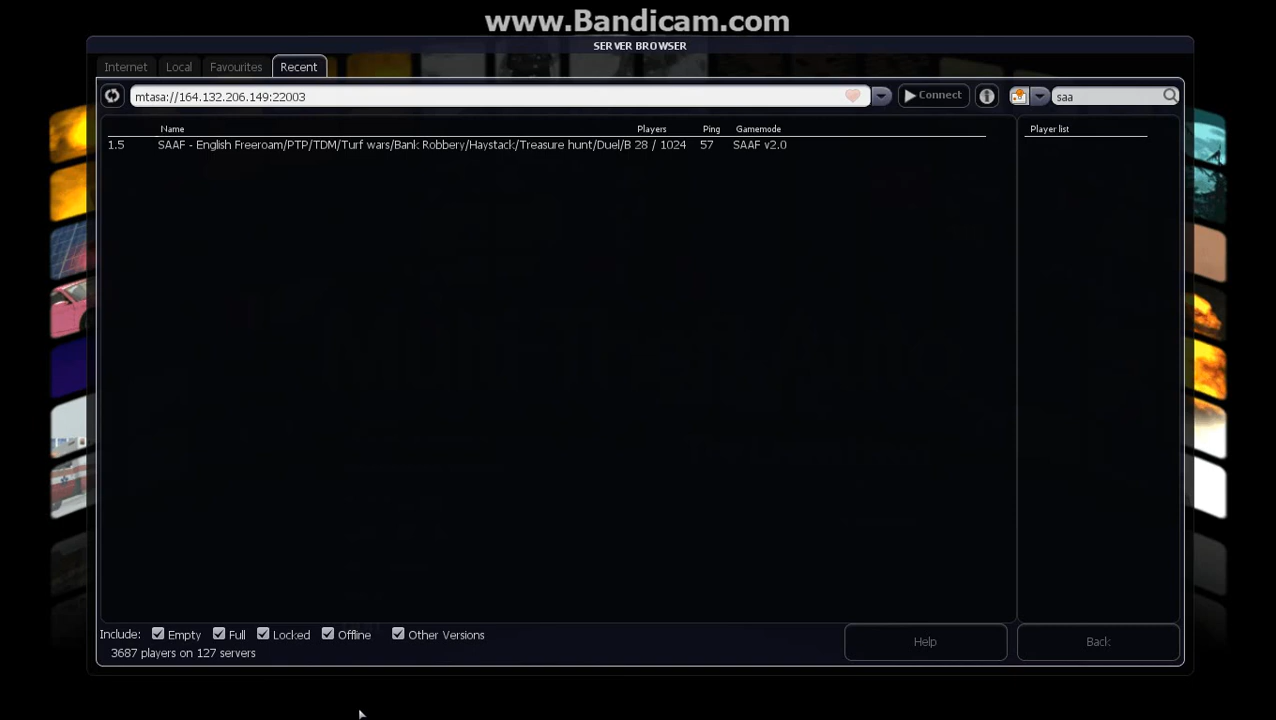 www.Bandicam.com
SERVER BROWSER
Internet Local Favourites Recent
mtasa://164.132.206.149:22003 Connect saa
Name Players Ping Gamemode Player list
1.5 SAAF - English Freeroam/PTP/TDM/Turf wars/Bank Robbery/Haystack/Treasure hunt/Duel/B 28 / 1024 57 SAAF v2.0
Include: Empty Full Locked Offline Other Versions Help Back
3687 players on 127 servers